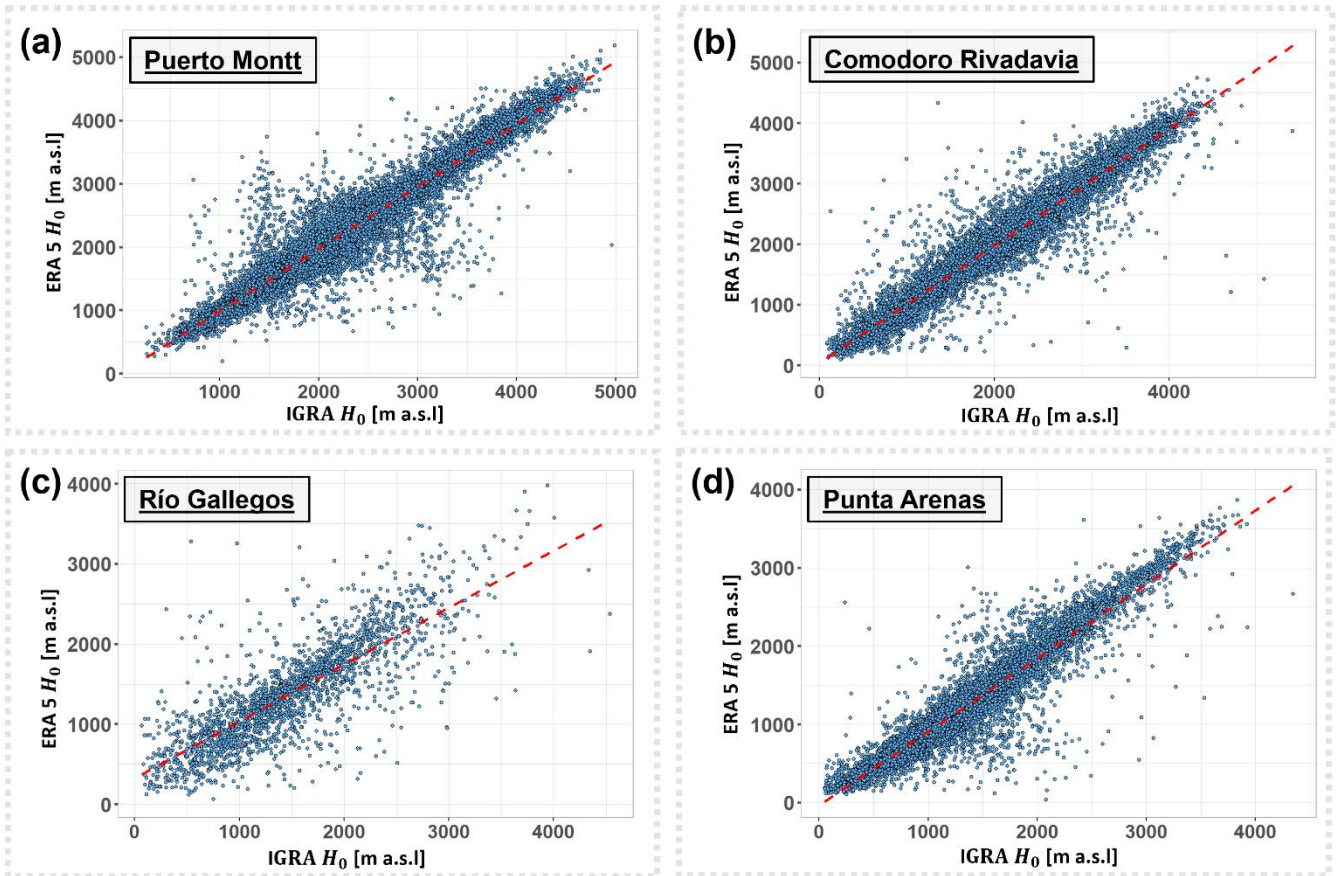 (a)
Puerto Montt
5000
4000
3000
2000
1000
0
ERA 5 H₀ [m a.s.l]
1000
2000
3000
4000
5000
IGRA H₀ [m a.s.l]
(b)
Comodoro Rivadavia
5000
4000
3000
2000
1000
0
ERA 5 H₀ [m a.s.l]
0
2000
4000
IGRA H₀ [m a.s.l]
(c)
Río Gallegos
4000
3000
2000
1000
0
ERA 5 H₀ [m a.s.l]
0
1000
2000
3000
4000
IGRA H₀ [m a.s.l]
(d)
Punta Arenas
4000
3000
2000
1000
0
ERA 5 H₀ [m a.s.l]
0
1000
2000
3000
4000
IGRA H₀ [m a.s.l]